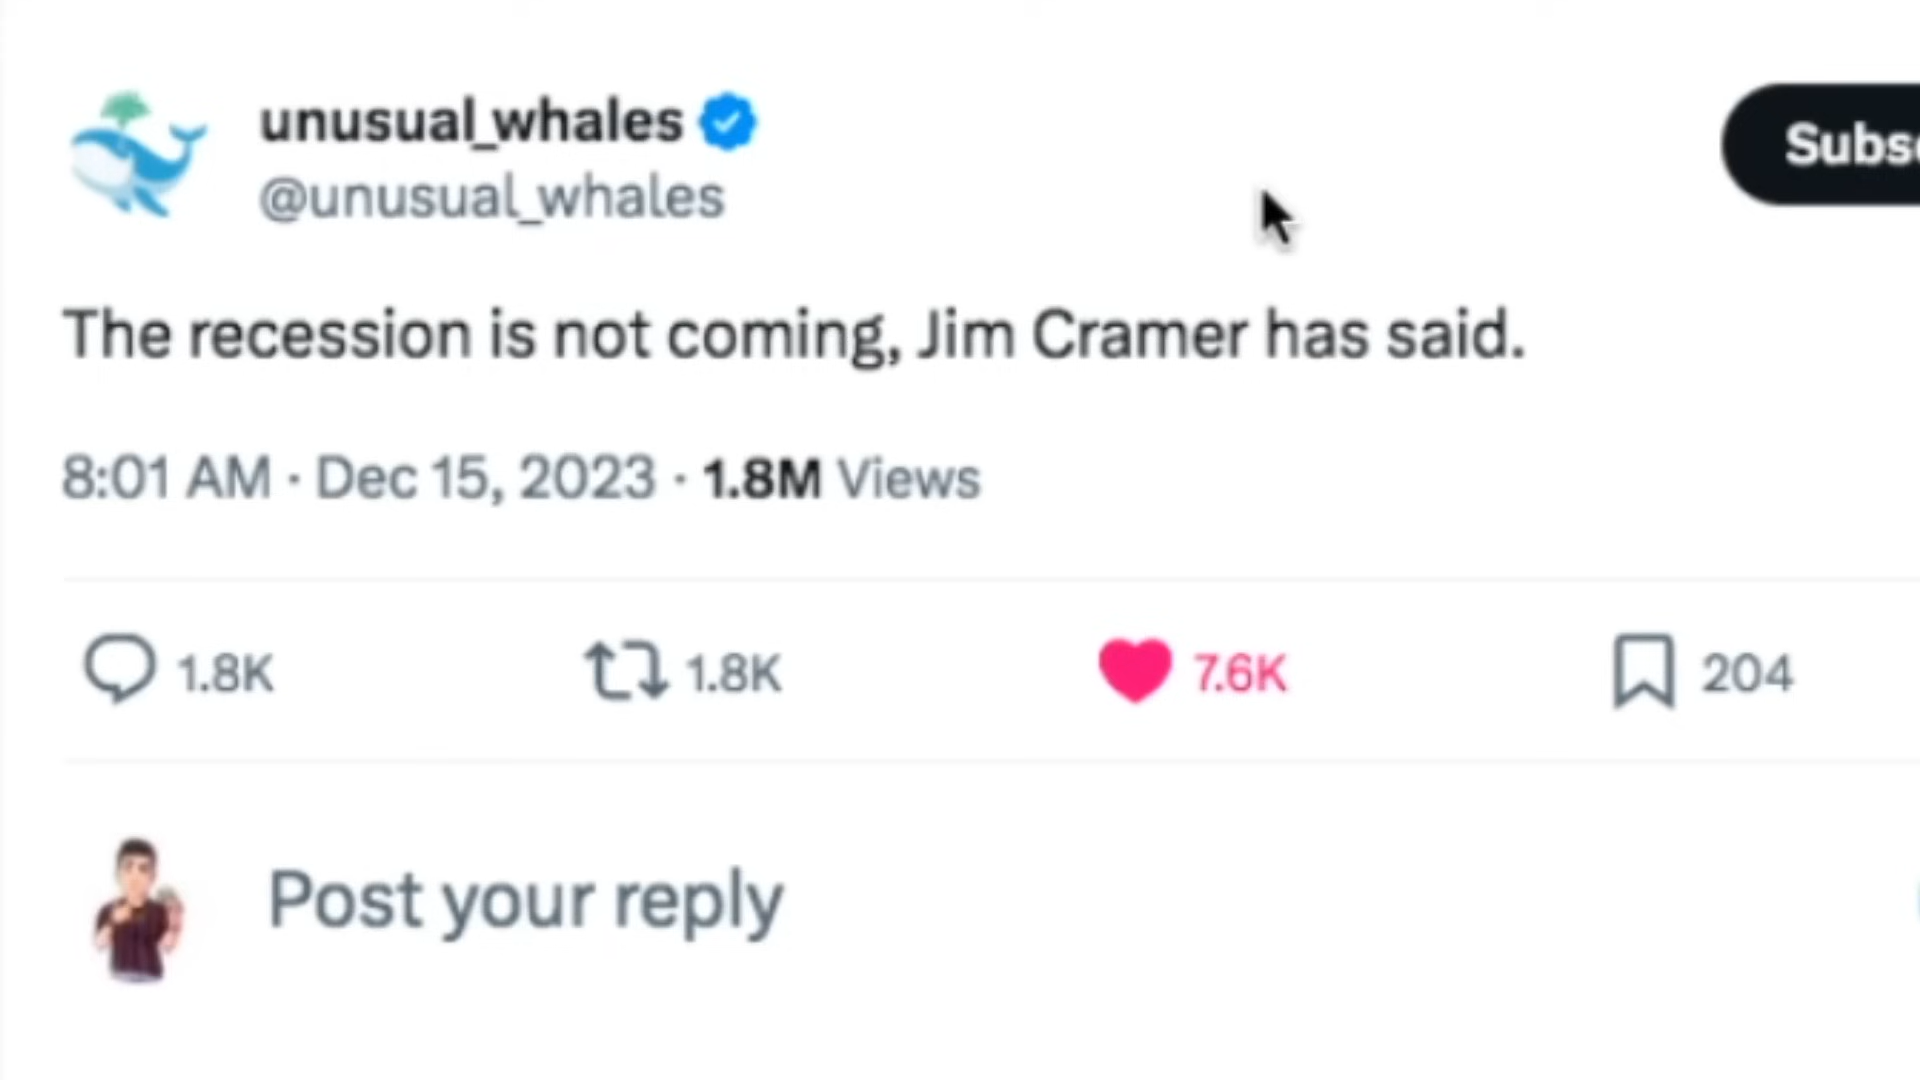 unusual_whales
@unusual_whales
Subs
The recession is not coming, Jim Cramer has said.
8:01 AM · Dec 15, 2023 · 1.8M Views
1.8K 1.8K 7.6K 204
Post your reply